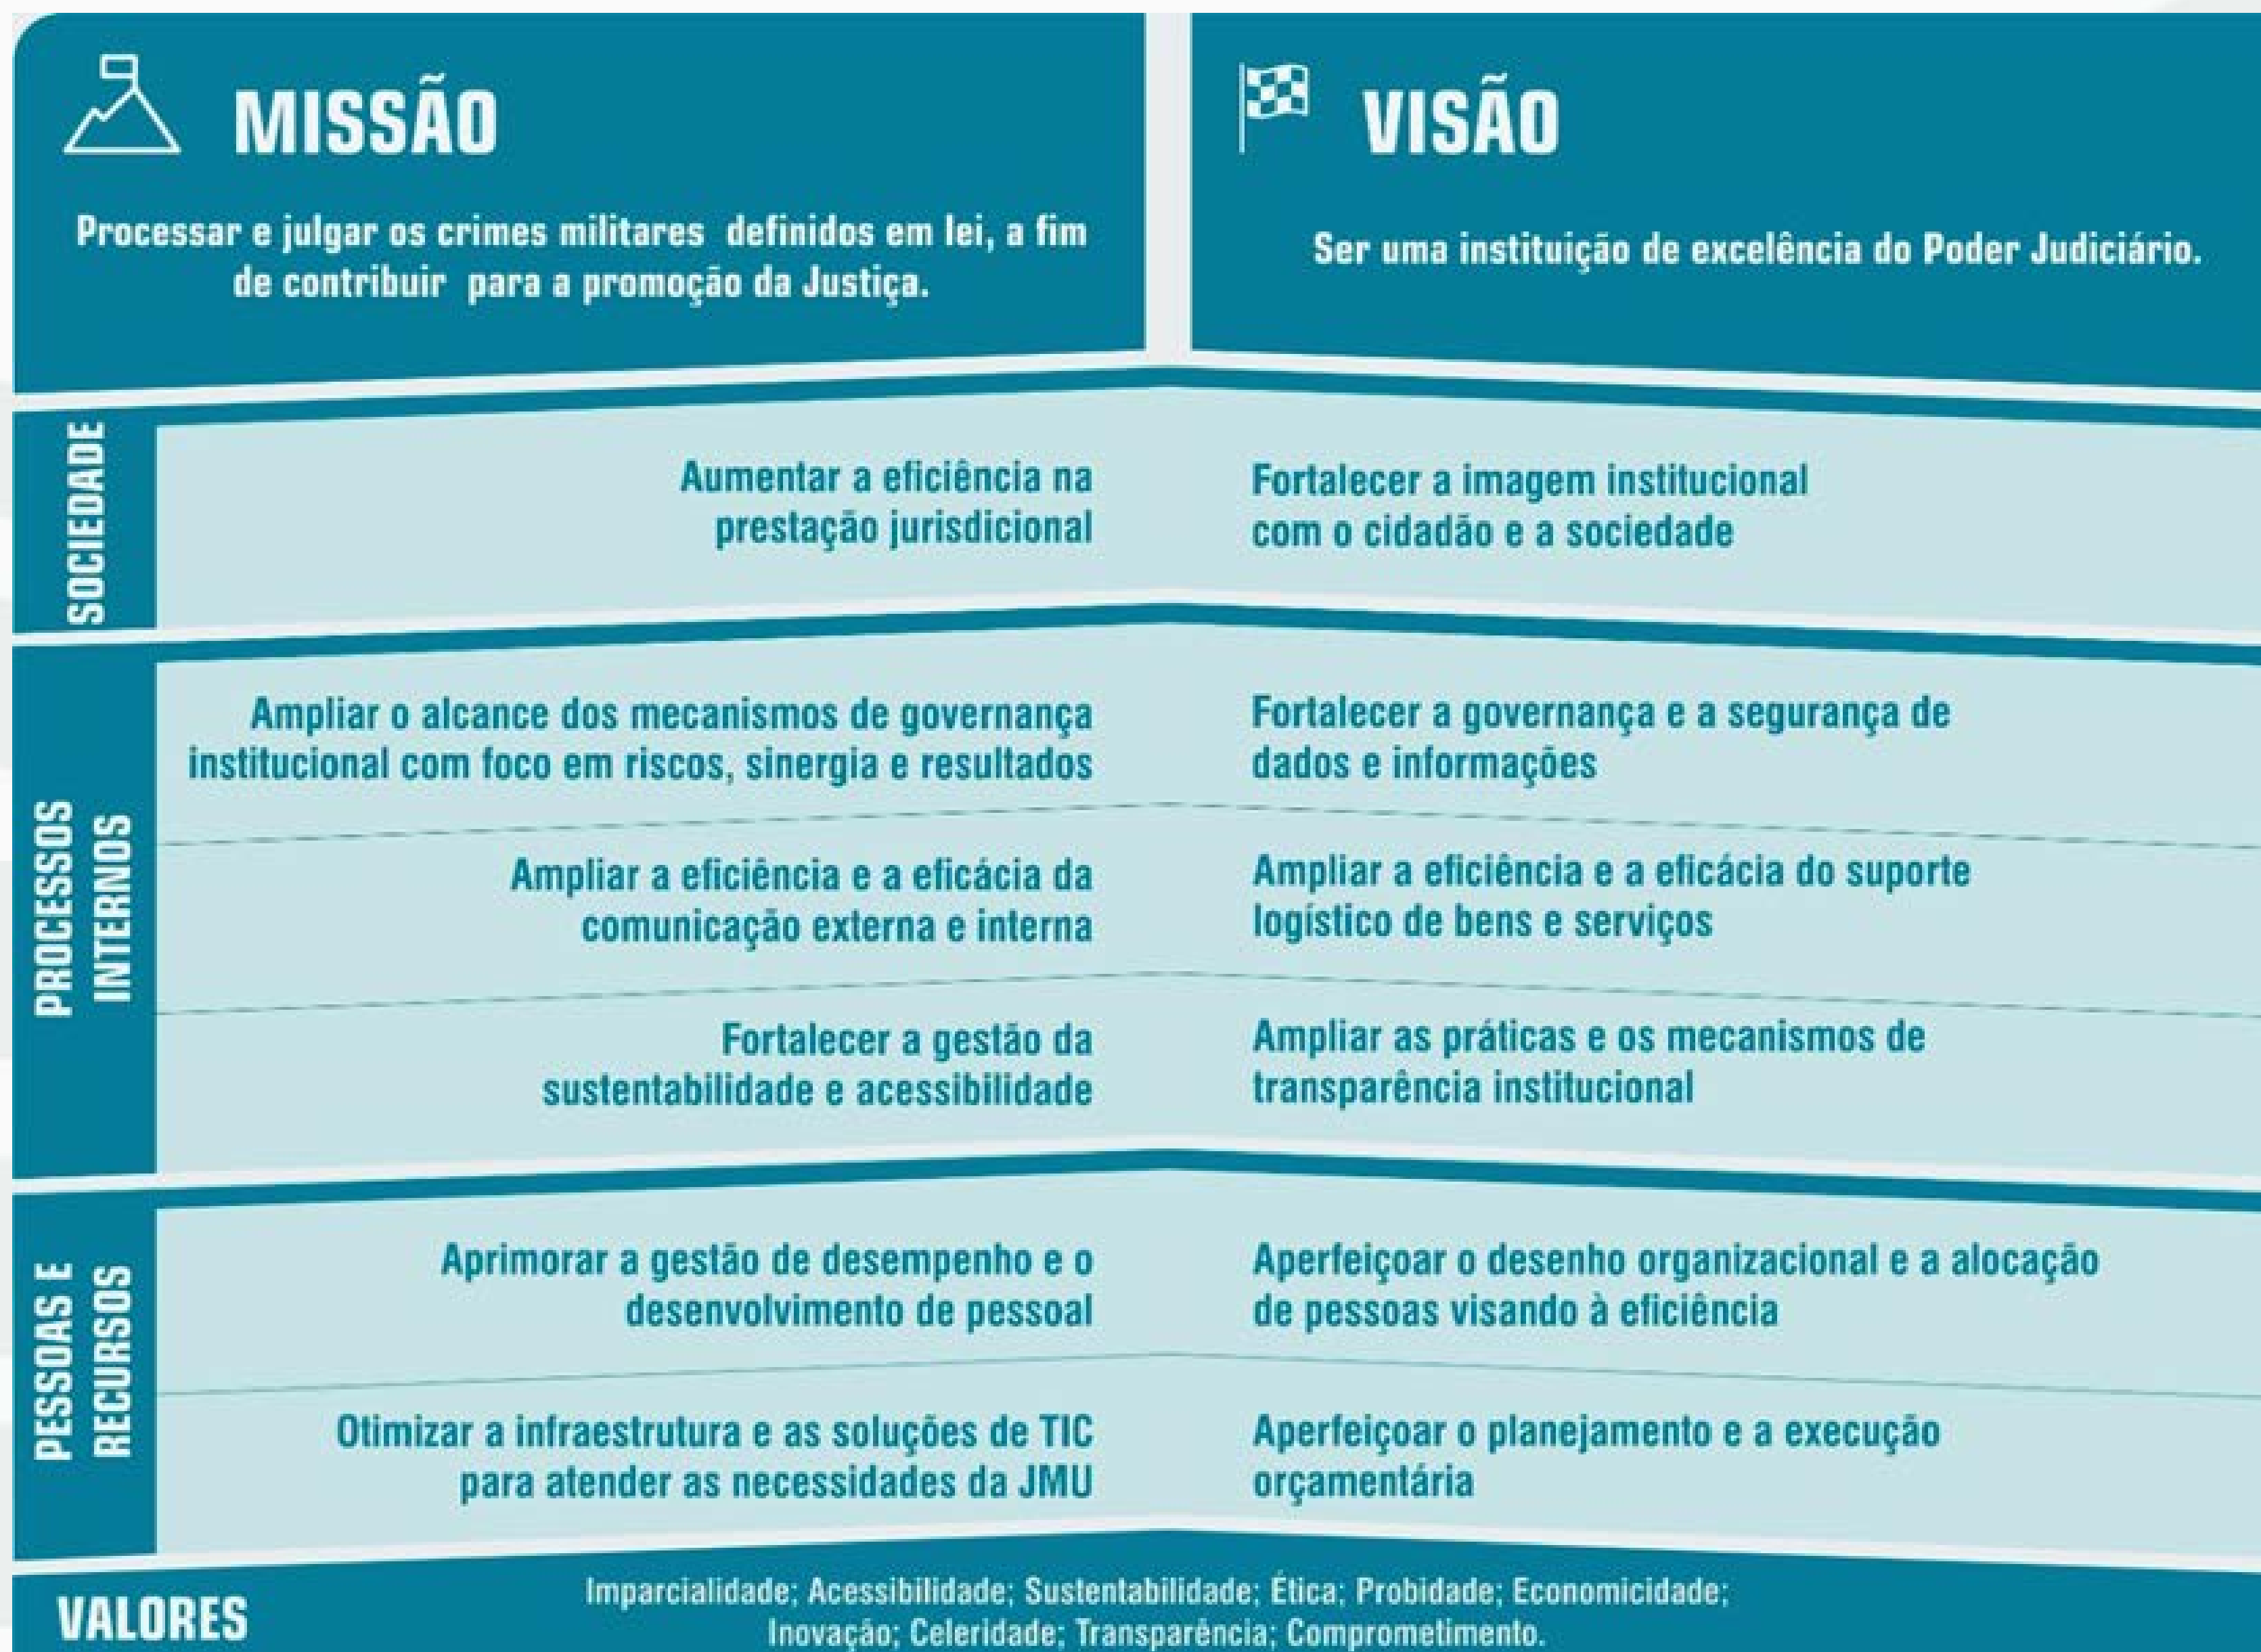 MISSÃO
Processar e julgar os crimes militares definidos em lei, a fim
de contribuir para a promoção da Justiça.
VISÃO
Ser uma instituição de excelência do Poder Judiciário.
SOCIEDADE
Aumentar a eficiência na
prestação jurisdicional
Fortalecer a imagem institucional
com o cidadão e a sociedade
PROCESSOS
INTERNOS
Ampliar o alcance dos mecanismos de governança
institucional com foco em riscos, sinergia e resultados
Fortalecer a governança e a segurança de
dados e informações
Ampliar a eficiência e a eficácia da
comunicação externa e interna
Ampliar a eficiência e a eficácia do suporte
logístico de bens e serviços
Fortalecer a gestão da
sustentabilidade e acessibilidade
Ampliar as práticas e os mecanismos de
transparência institucional
PESSOAS E
RECURSOS
Aprimorar a gestão de desempenho e o
desenvolvimento de pessoal
Aperfeiçoar o desenho organizacional e a alocação
de pessoas visando à eficiência
Otimizar a infraestrutura e as soluções de TIC
para atender as necessidades da JMU
Aperfeiçoar o planejamento e a execução
orçamentária
VALORES
Imparcialidade; Acessibilidade; Sustentabilidade; Ética; Probidade; Economicidade;
Inovação; Celeridade; Transparência; Comprometimento.